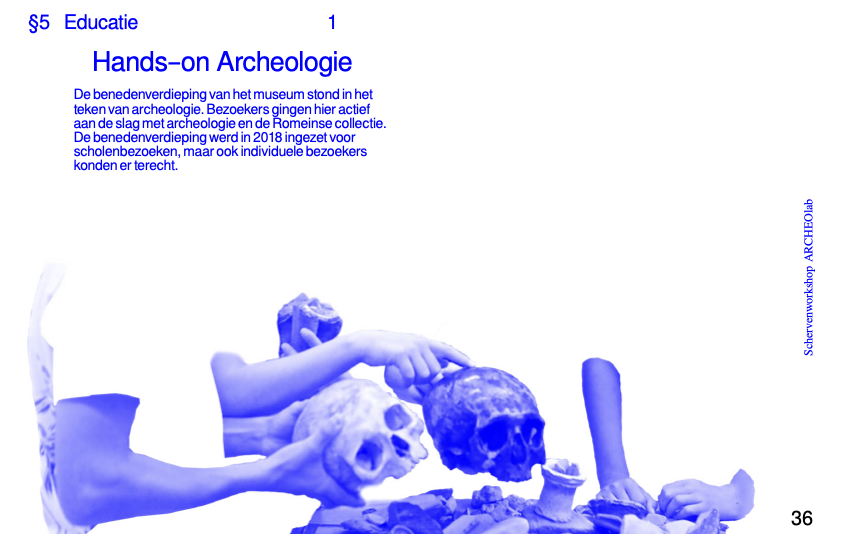 §5 Educatie 1
Hands-on Archeologie
De benedenverdieping van het museum stond in het
teken van archeologie. Bezoekers gingen hier actief
aan de slag met archeologie en de Romeinse collectie.
De benedenverdieping werd in 2018 ingezet voor
scholenbezoeken, maar ook individuele bezoekers
konden er terecht.
Schervenworkshop ARCHEOlab
36